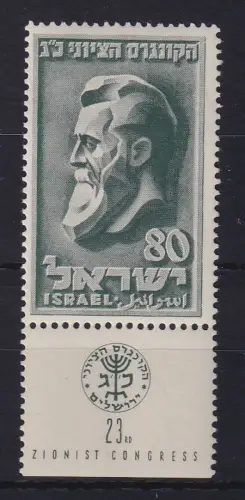 הקונגרס הציוני כ"ג
80
ישראל
ISRAEL اسرائيل
הקונגרס הציוני
כ ג
ירושלים
23RD
ZIONIST CONGRESS